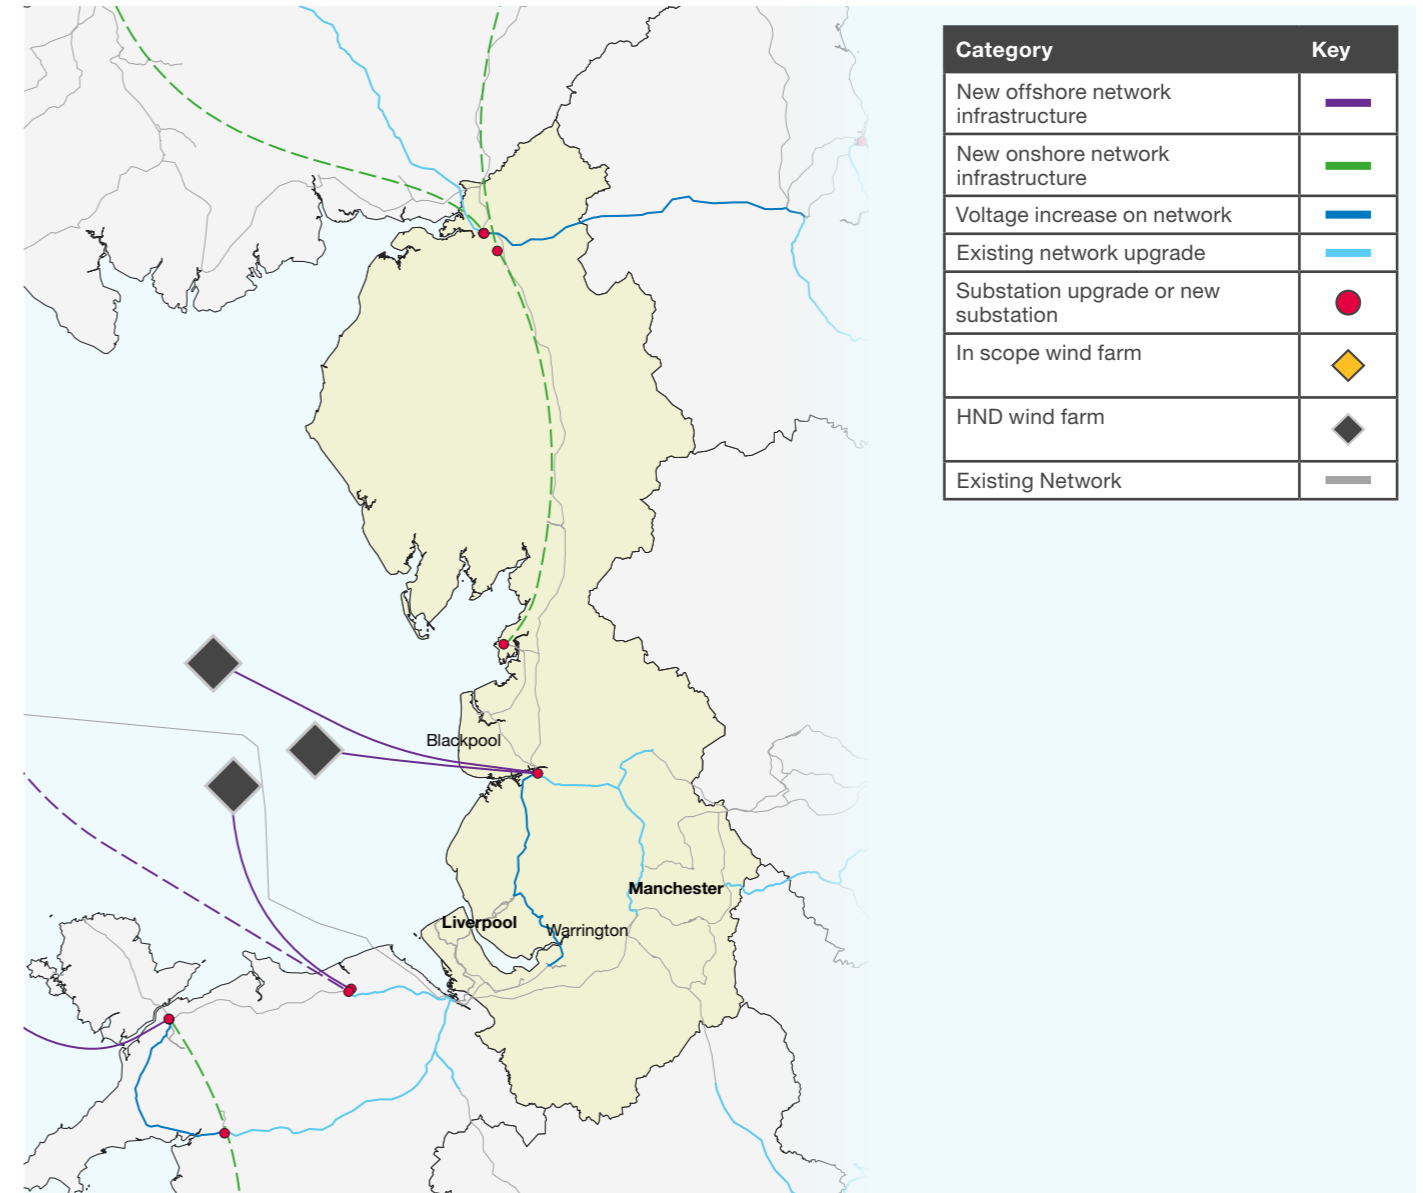 Category Key
New offshore network
infrastructure
New onshore network
infrastructure
Voltage increase on network
Existing network upgrade
Substation upgrade or new
substation
In scope wind farm
HND wind farm
Existing Network
Blackpool
Manchester
Liverpool
Warrington